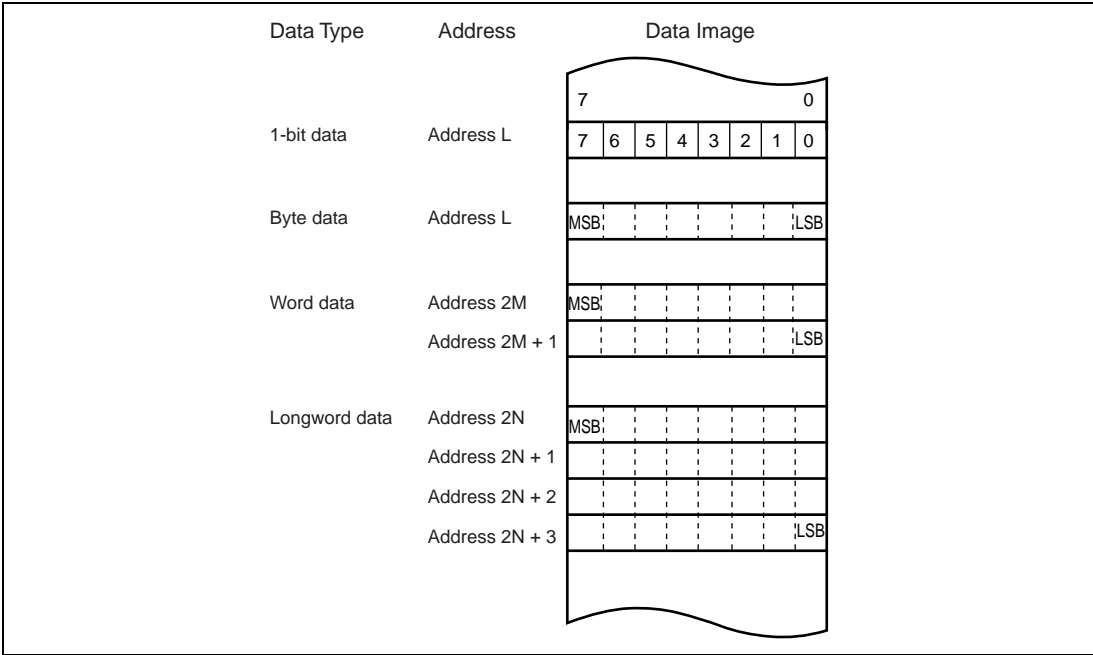 Data Type Address Data Image
7 0
1-bit data Address L 7 6 5 4 3 2 1 0
Byte data Address L MSB LSB
Word data Address 2M MSB
Address 2M + 1 LSB
Longword data Address 2N MSB
Address 2N + 1
Address 2N + 2
Address 2N + 3 LSB